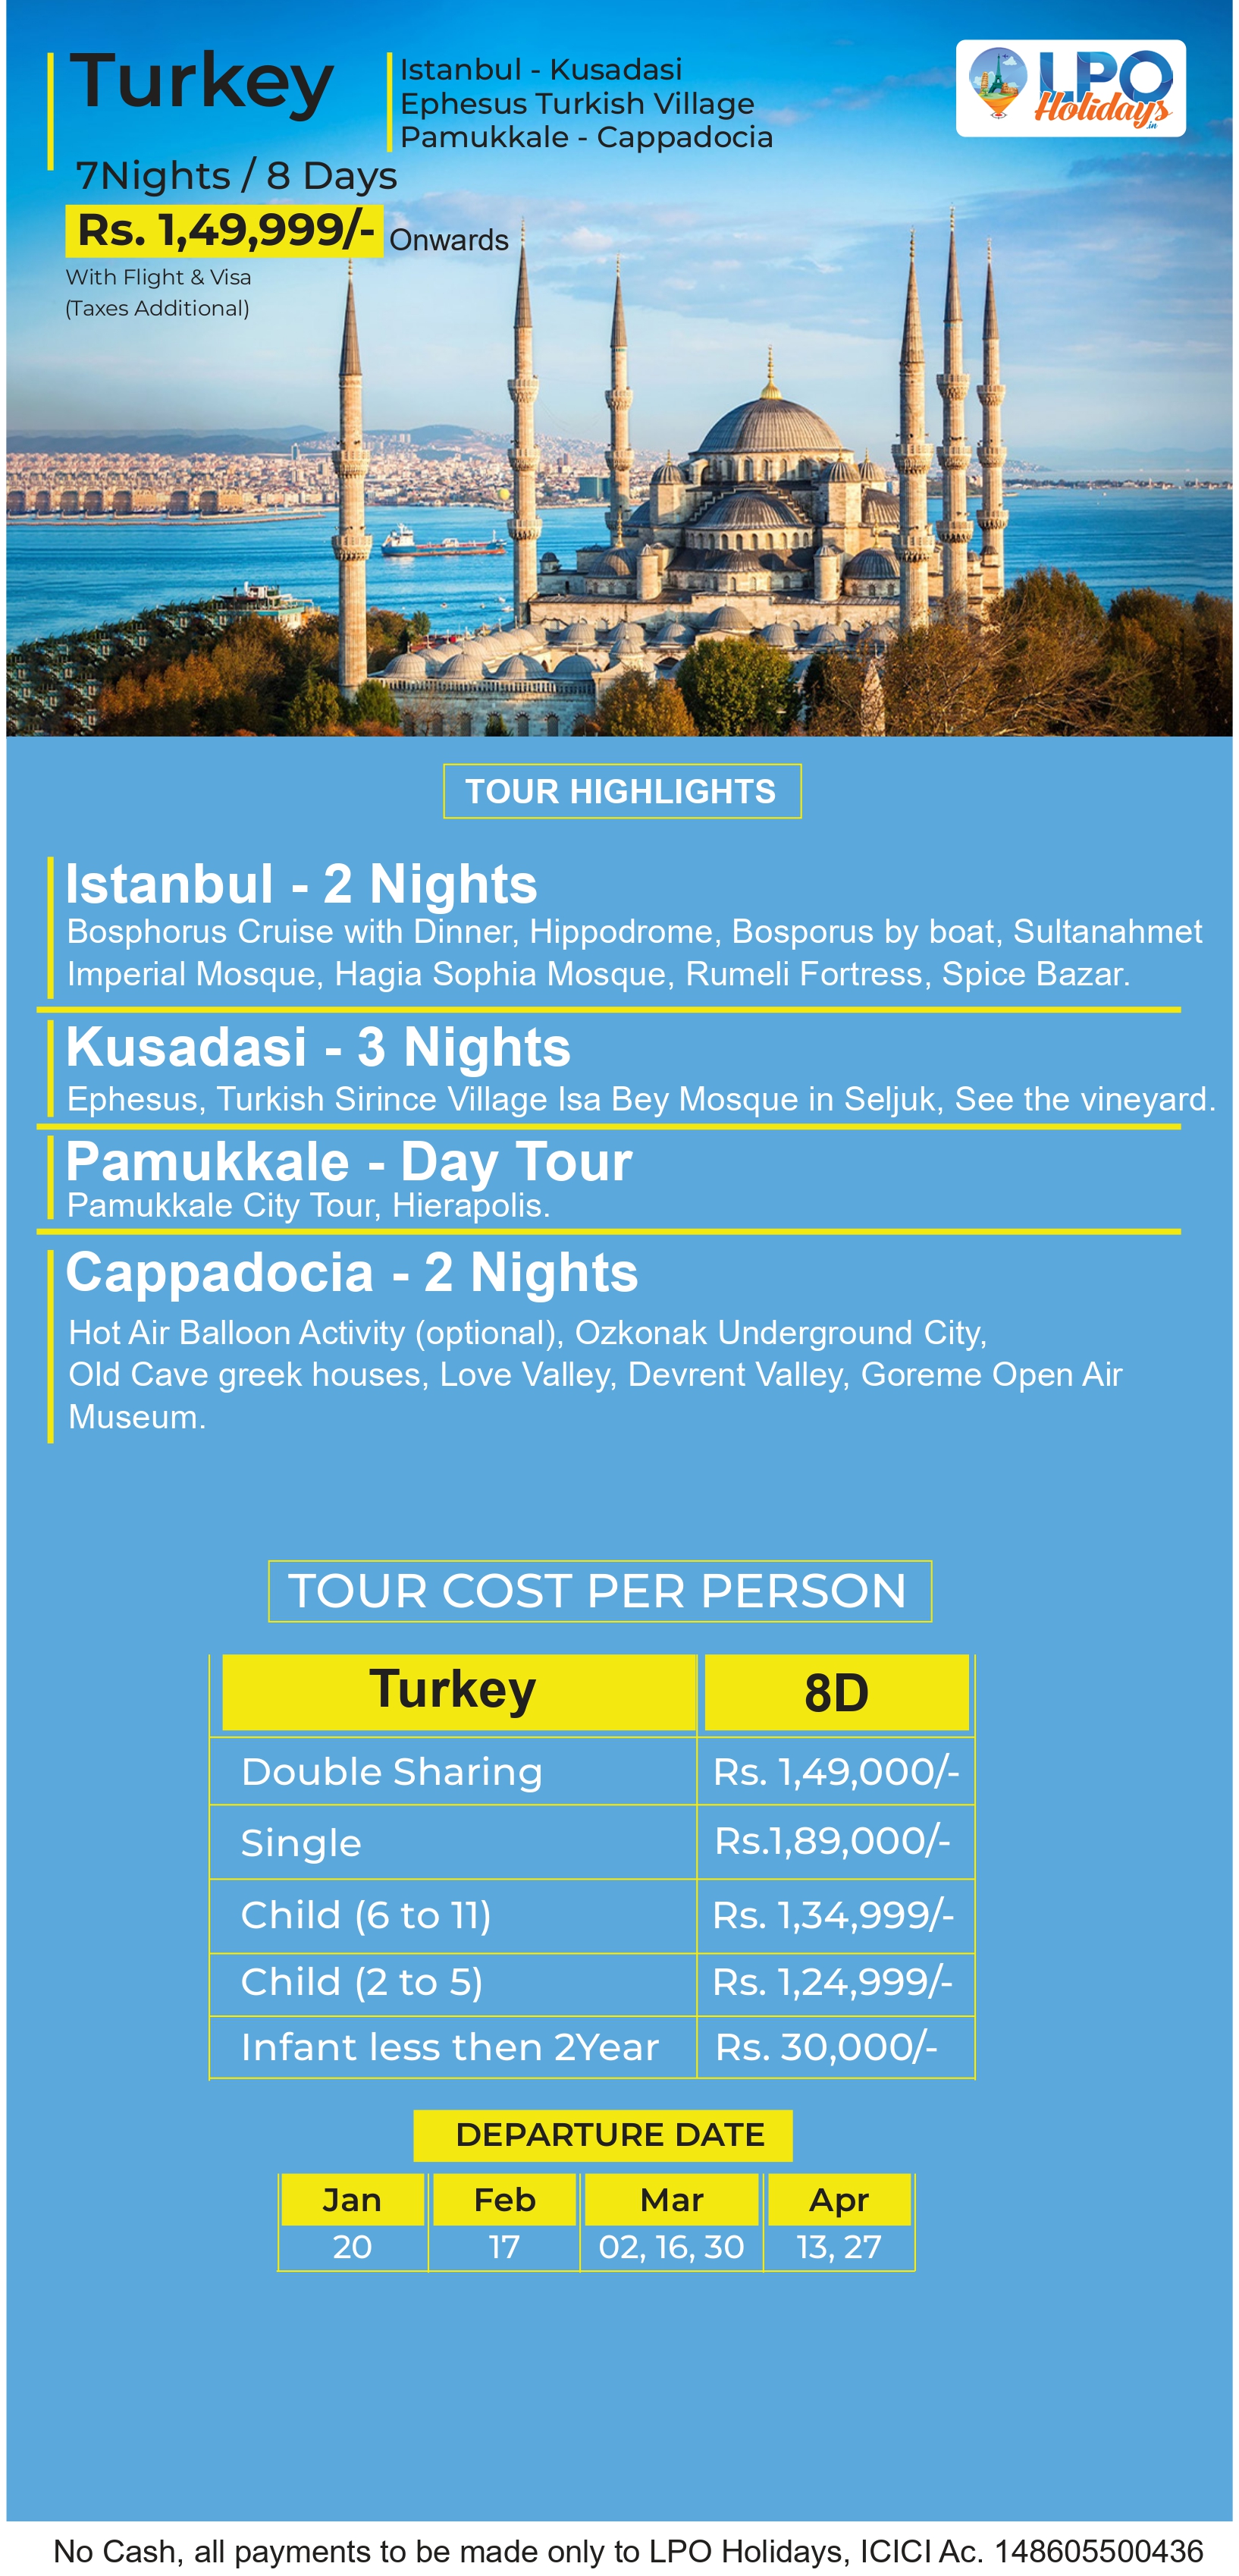 Turkey
Istanbul - Kusadasi
Ephesus Turkish Village
Pamukkale - Cappadocia
LPO
Holidays
.in
7Nights / 8 Days
Rs. 1,49,999/- Onwards
With Flight & Visa
(Taxes Additional)
TOUR HIGHLIGHTS
Istanbul - 2 Nights
Bosphorus Cruise with Dinner, Hippodrome, Bosporus by boat, Sultanahmet
Imperial Mosque, Hagia Sophia Mosque, Rumeli Fortress, Spice Bazar.
Kusadasi - 3 Nights
Ephesus, Turkish Sirince Village Isa Bey Mosque in Seljuk, See the vineyard.
Pamukkale - Day Tour
Pamukkale City Tour, Hierapolis.
Cappadocia - 2 Nights
Hot Air Balloon Activity (optional), Ozkonak Underground City,
Old Cave greek houses, Love Valley, Devrent Valley, Goreme Open Air
Museum.
TOUR COST PER PERSON
Turkey 8D
Double Sharing Rs. 1,49,000/-
Single Rs.1,89,000/-
Child (6 to 11) Rs. 1,34,999/-
Child (2 to 5) Rs. 1,24,999/-
Infant less then 2Year Rs. 30,000/-
DEPARTURE DATE
Jan Feb Mar Apr
20 17 02, 16, 30 13, 27
No Cash, all payments to be made only to LPO Holidays, ICICI Ac. 148605500436